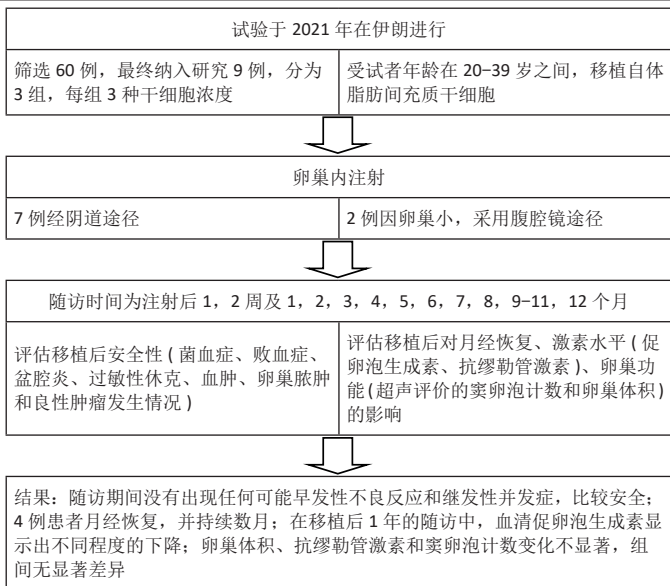 试验于 2021 年在伊朗进行
筛选 60 例，最终纳入研究 9 例，分为
3 组，每组 3 种干细胞浓度
受试者年龄在 20–39 岁之间，移植自体
脂肪间充质干细胞
卵巢内注射
7 例经阴道途径
2 例因卵巢小，采用腹腔镜途径
随访时间为注射后 1，2 周及 1，2，3，4，5，6，7，8，9–11，12 个月
评估移植后安全性 ( 菌血症、败血症、
盆腔炎、过敏性休克、血肿、卵巢脓肿
和良性肿瘤发生情况 )
评估移植后对月经恢复、激素水平 ( 促
卵泡生成素、抗缪勒管激素 )、卵巢功
能 ( 超声评价的窦卵泡计数和卵巢体积 )
的影响
结果：随访期间没有出现任何可能早发性不良反应和继发性并发症，比较安全；
4 例患者月经恢复，并持续数月；在移植后 1 年的随访中，血清促卵泡生成素显
示出不同程度的下降；卵巢体积、抗缪勒管激素和窦卵泡计数变化不显著，组
间无显著差异